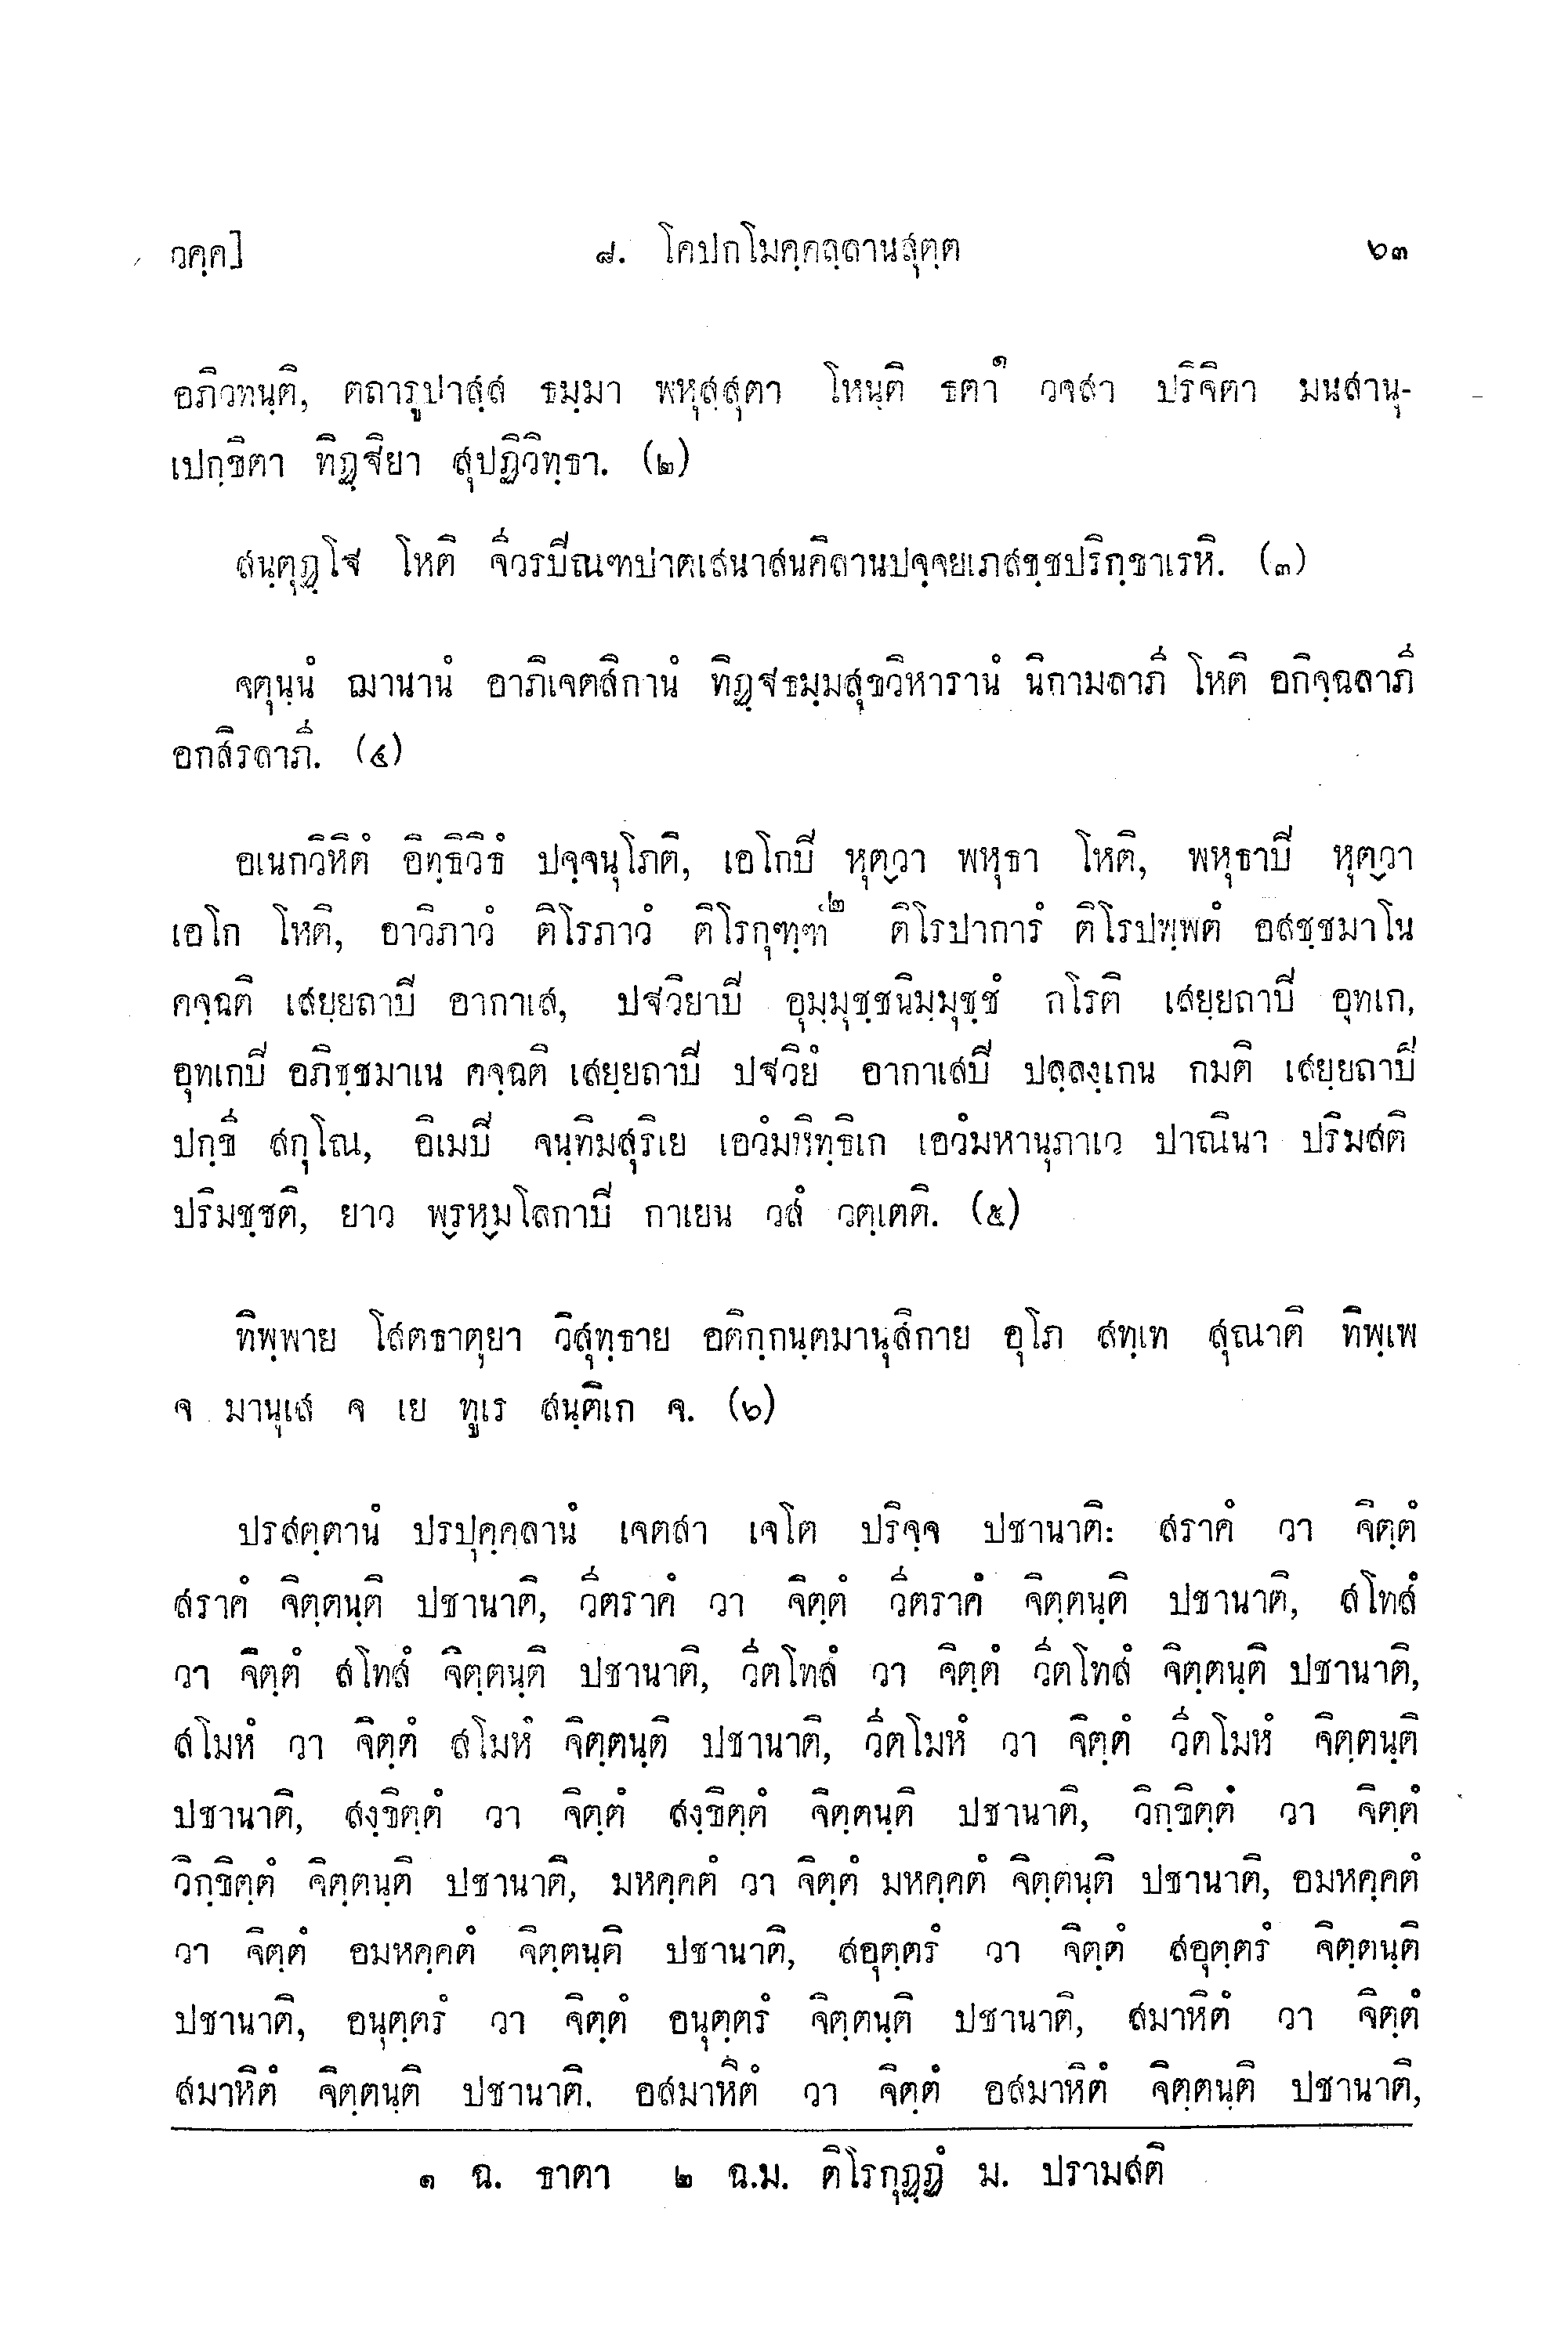 วคฺค] ๘. โคปกโมคฺคลฺลานสุตฺต ๖๓
อภิวทนฺติ, ตถารูปาสฺส ธมฺมา พหุสฺสุตา โหนฺติ ธตา๑ วจสา ปริจิตา มนสานุ-
เปกฺขิตา ทิฏฺฐิยา สุปฏิวิทฺธา. (๒)
สนฺตุฏฺโฐ โหติ จีวรปิณฺฑปาตเสนาสนคิลานปจฺจยเภสชฺชปริกฺขาเรหิ. (๓)
จตุนฺนํ ฌานานํ อาภิเจตสิกานํ ทิฏฺฐธมฺมสุขวิหารานํ นิกามลาภี โหติ อกิจฺฉลาภี
อกสิรลาภี. (๔)
อเนกวิหิตํ อิทฺธิวิธํ ปจฺจนุโภติ, เอโกปิ หุตฺวา พหุธา โหติ, พหุธาปิ หุตฺวา
เอโก โหติ, อาวิภาวํ ติโรภาวํ ติโรกุฑฺฑํ๒ ติโรปาการํ ติโรปพฺพตํ อสชฺชมาโน
คจฺฉติ เสยฺยถาปิ อากาเส, ปฐวิยาปิ อุมฺมุชฺชนิมฺมุชฺชํ กโรติ เสยฺยถาปิ อุทเก,
อุทเกปิ อภิชฺชมาเน คจฺฉติ เสยฺยถาปิ ปฐวิยํ อากาเสปิ ปลฺลงฺเกน กมติ เสยฺยถาปิ
ปกฺขี สกุโณ, อิเมปิ จนฺทิมสุริเย เอวํมหิทฺธิเก เอวํมหานุภาเว ปาณินา ปริมสติ
ปริมชฺชติ, ยาว พฺรหฺมโลกาปิ กาเยน วสํ วตฺเตติ. (๕)
ทิพฺพาย โสตธาตุยา วิสุทฺธาย อติกฺกนฺตมานุสิกาย อุโภ สทฺเท สุณาติ ทิพฺเพ
จ มานุเส จ เย ทูเร สนฺติเก จ. (๖)
ปรสตฺตานํ ปรปุคฺคลานํ เจตสา เจโต ปริจฺจ ปชานาติ: สราคํ วา จิตฺตํ
สราคํ จิตฺตนฺติ ปชานาติ, วีตราคํ วา จิตฺตํ วีตราคํ จิตฺตนฺติ ปชานาติ, สโทสํ
วา จิตฺตํ สโทสํ จิตฺตนฺติ ปชานาติ, วีตโทสํ วา จิตฺตํ วีตโทสํ จิตฺตนฺติ ปชานาติ,
สโมหํ วา จิตฺตํ สโมหํ จิตฺตนฺติ ปชานาติ, วีตโมหํ วา จิตฺตํ วีตโมหํ จิตฺตนฺติ
ปชานาติ, สงฺขิตฺตํ วา จิตฺตํ สงฺขิตฺตํ จิตฺตนฺติ ปชานาติ, วิกฺขิตฺตํ วา จิตฺตํ
วิกฺขิตฺตํ จิตฺตนฺติ ปชานาติ, มหคฺคตํ วา จิตฺตํ มหคฺคตํ จิตฺตนฺติ ปชานาติ, อมหคฺคตํ
วา จิตฺตํ อมหคฺคตํ จิตฺตนฺติ ปชานาติ, สอุตฺตรํ วา จิตฺตํ สอุตฺตรํ จิตฺตนฺติ
ปชานาติ, อนุตฺตรํ วา จิตฺตํ อนุตฺตรํ จิตฺตนฺติ ปชานาติ, สมาหิตํ วา จิตฺตํ
สมาหิตํ จิตฺตนฺติ ปชานาติ. อสมาหิตํ วา จิตฺตํ อสมาหิตํ จิตฺตนฺติ ปชานาติ,
๑ ฉ. ธาตา ๒ ฉ.ม. ติโรกุฏฺฏํ ม. ปรามสติ